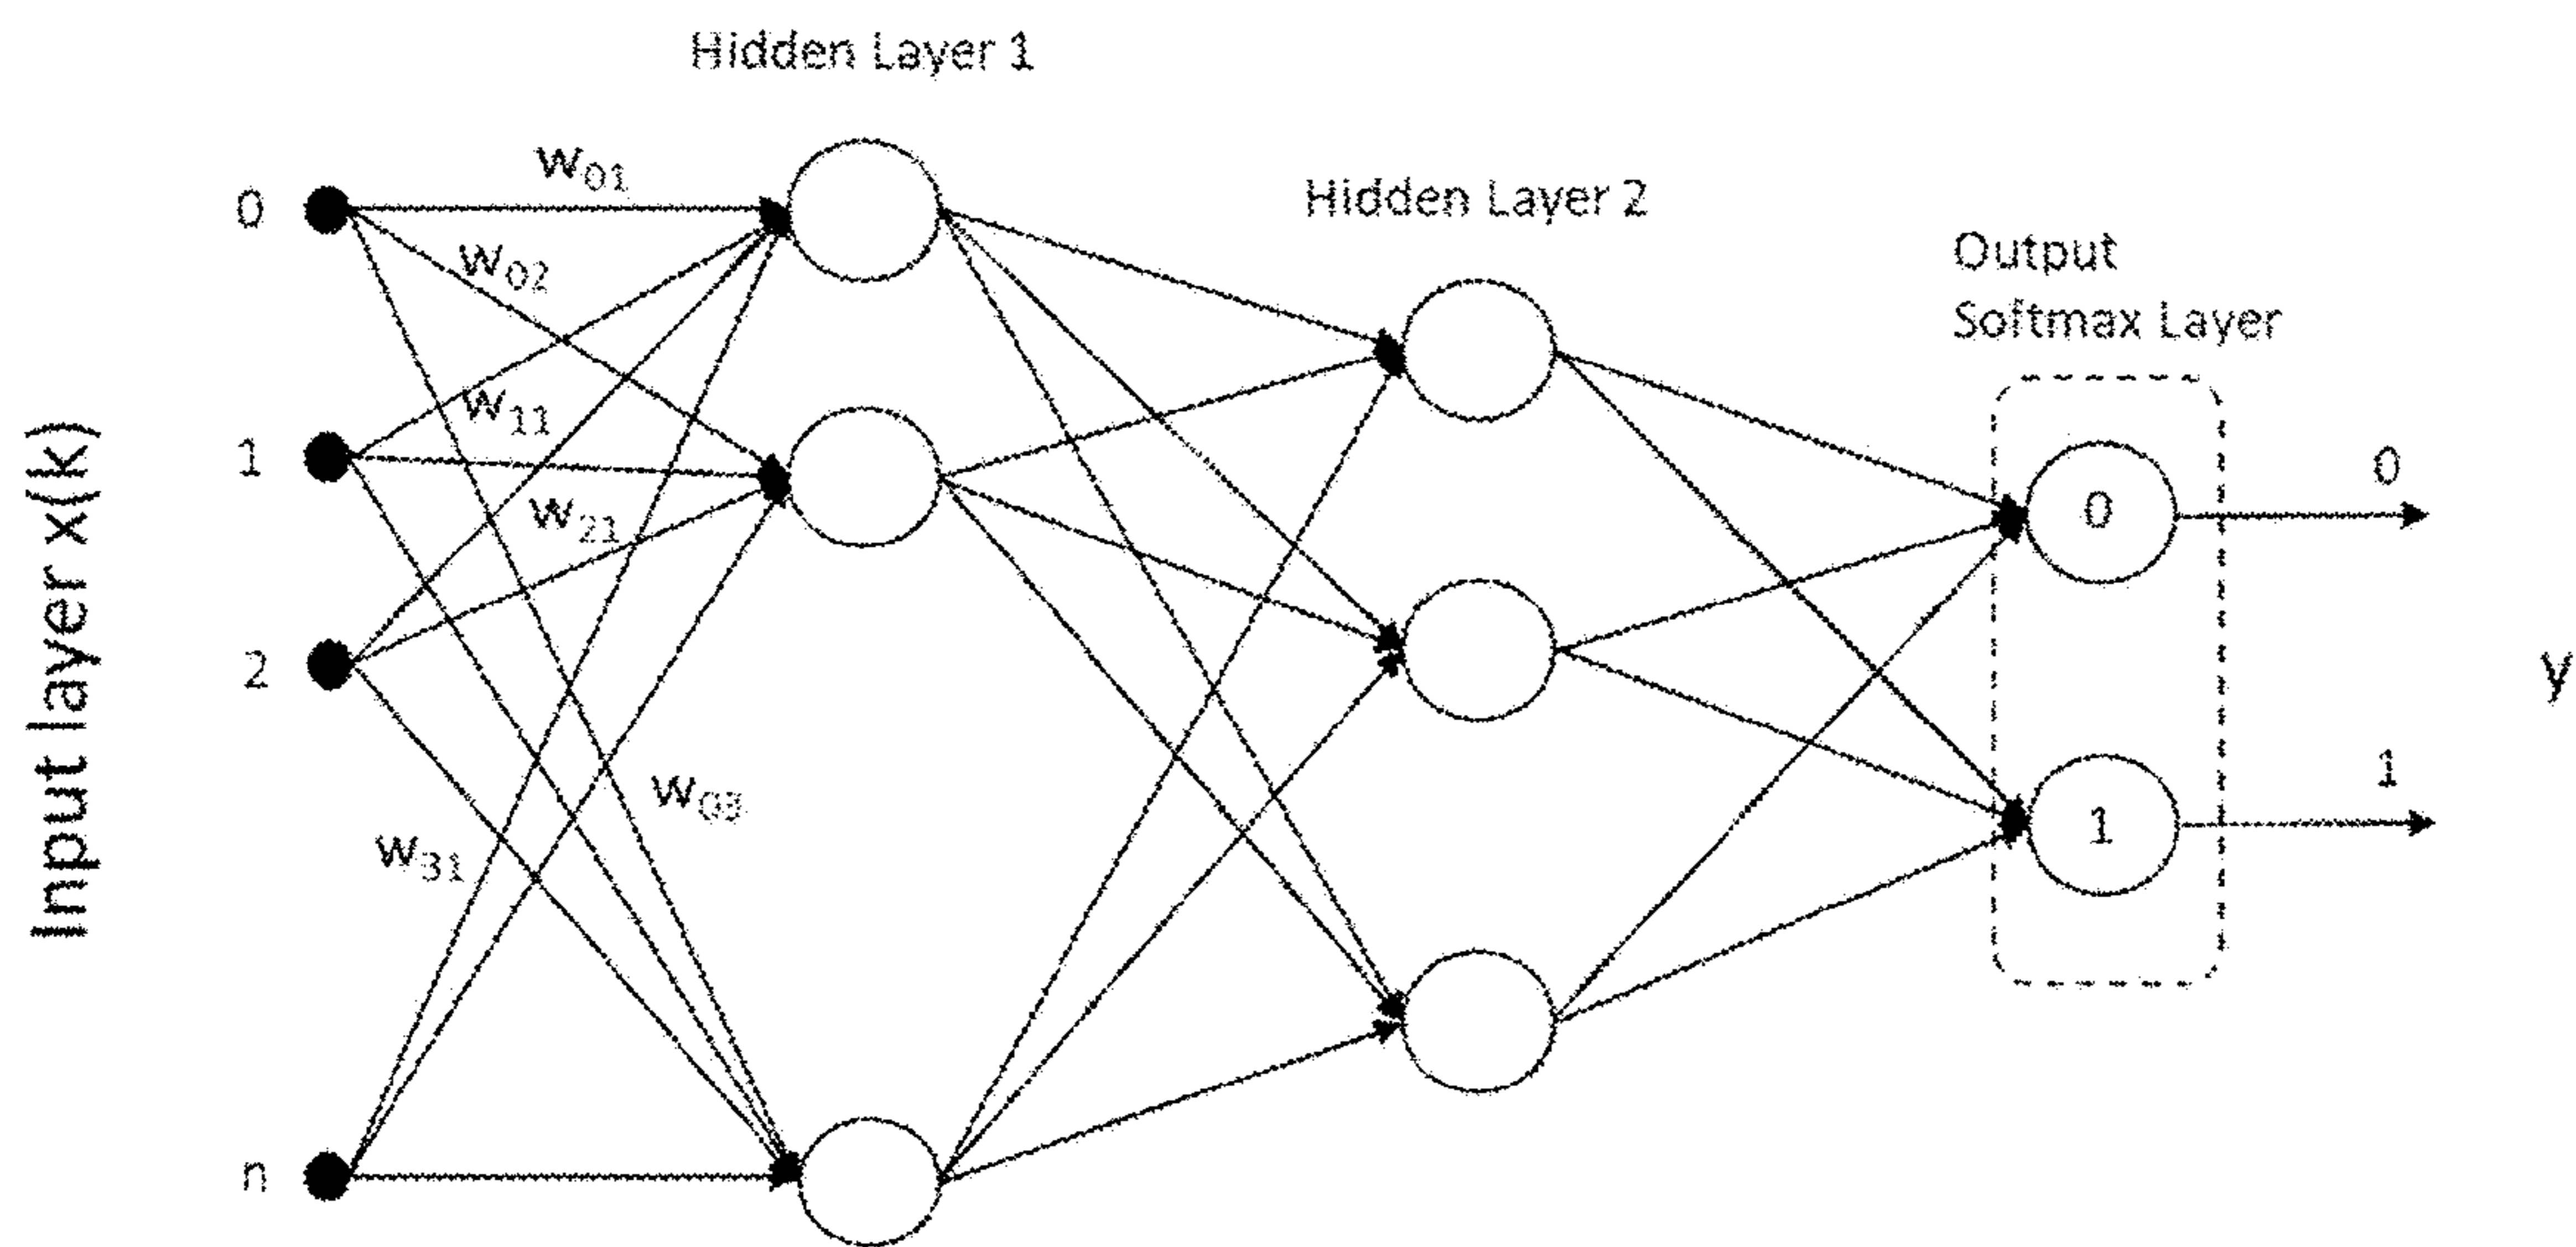 Hidden Layer 1
Hidden Layer 2
Output
Softmax Layer
Input layer x(k)
0
1
2
n
w01
w02
w11
w21
w03
w31
0
1
0
1
y